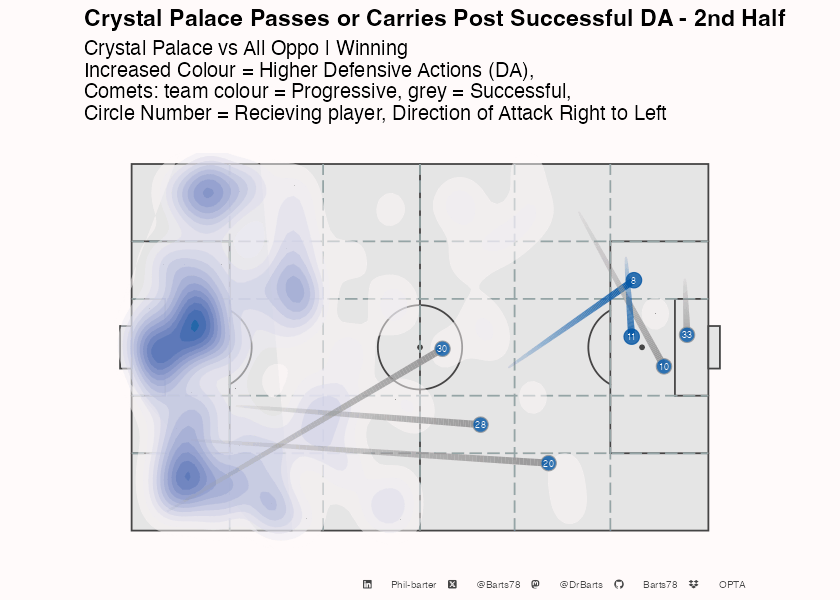 Crystal Palace Passes or Carries Post Successful DA - 2nd Half
Crystal Palace vs All Oppo | Winning
Increased Colour = Higher Defensive Actions (DA),
Comets: team colour = Progressive, grey = Successful,
Circle Number = Recieving player, Direction of Attack Right to Left
8
11
33
30
10
28
20
Phil-barter @Barts78 @DrBarts Barts78 OPTA